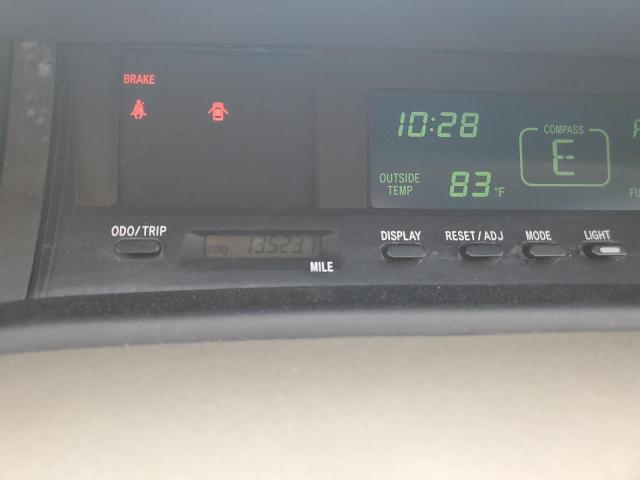 BRAKE
10:28
COMPASS
E
OUTSIDE
TEMP
83 °F
ODO/TRIP
ODO 135231
MILE
DISPLAY
RESET/ADJ
MODE
LIGHT